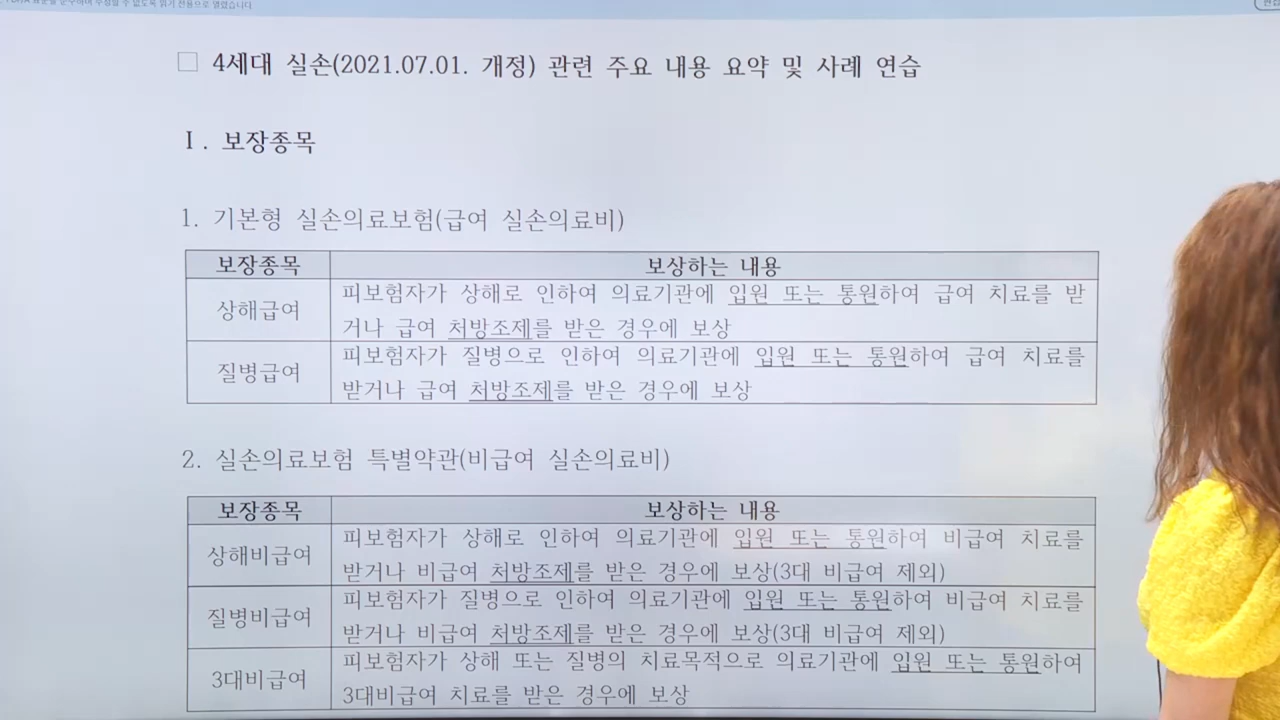 읽기 전용으로 열렸습니다
□ 4세대 실손(2021.07.01. 개정) 관련 주요 내용 요약 및 사례 연습
Ⅰ. 보장종목
1. 기본형 실손의료보험(급여 실손의료비)
보장종목 보상하는 내용
상해급여 피보험자가 상해로 인하여 의료기관에 입원 또는 통원하여 급여 치료를 받
거나 급여 처방조제를 받은 경우에 보상
질병급여 피보험자가 질병으로 인하여 의료기관에 입원 또는 통원하여 급여 치료를
받거나 급여 처방조제를 받은 경우에 보상
2. 실손의료보험 특별약관(비급여 실손의료비)
보장종목 보상하는 내용
상해비급여 피보험자가 상해로 인하여 의료기관에 입원 또는 통원하여 비급여 치료를
받거나 비급여 처방조제를 받은 경우에 보상(3대 비급여 제외)
질병비급여 피보험자가 질병으로 인하여 의료기관에 입원 또는 통원하여 비급여 치료를
받거나 비급여 처방조제를 받은 경우에 보상(3대 비급여 제외)
3대비급여 피보험자가 상해 또는 질병의 치료목적으로 의료기관에 입원 또는 통원하여
3대비급여 치료를 받은 경우에 보상